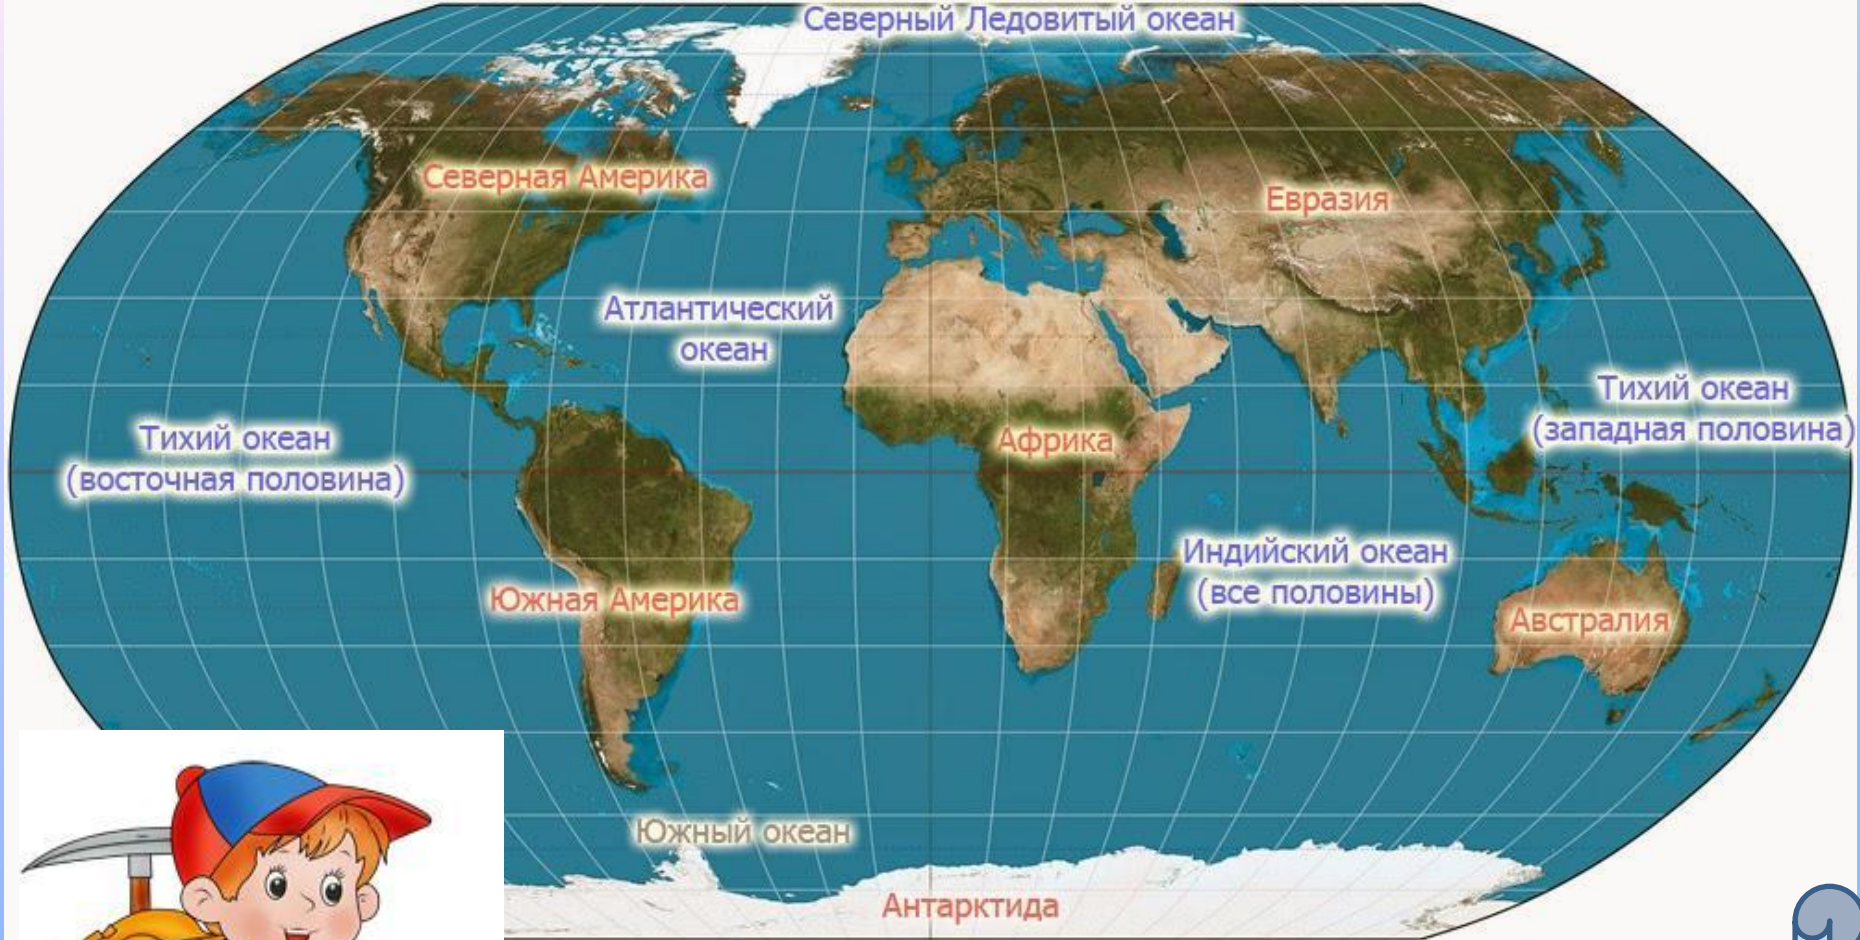 Северный Ледовитый океан
Северная Америка
Евразия
Атлантический
океан
Тихий океан
(западная половина)
Тихий океан
(восточная половина)
Африка
Индийский океан
(все половины)
Южная Америка
Австралия
Южный океан
Антарктида